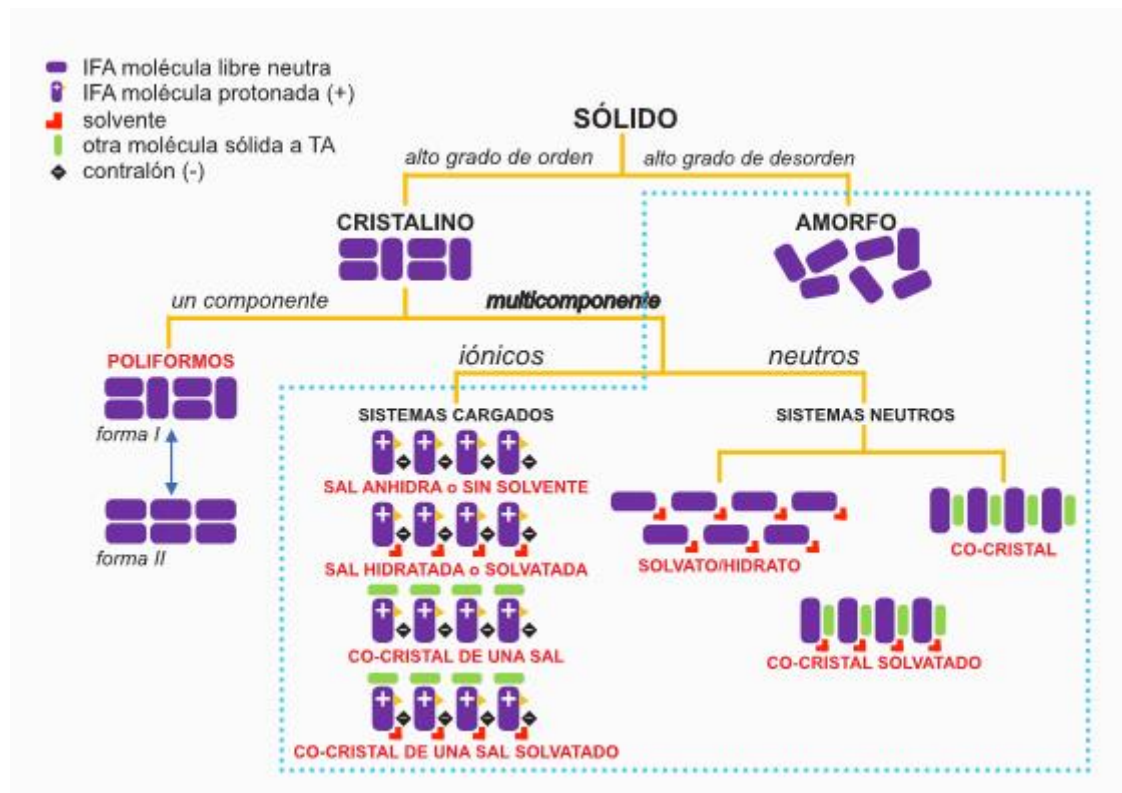 IFA molécula libre neutra
IFA molécula protonada (+)
solvente
otra molécula sólida a TA
contraIón (-)
SÓLIDO
alto grado de orden
alto grado de desorden
CRISTALINO
AMORFO
un componente
multicomponente
POLIFORMOS
iónicos
neutros
forma I
forma II
SISTEMAS CARGADOS
SISTEMAS NEUTROS
SAL ANHIDRA o SIN SOLVENTE
SAL HIDRATADA o SOLVATADA
SOLVATO/HIDRATO
CO-CRISTAL
CO-CRISTAL DE UNA SAL
CO-CRISTAL SOLVATADO
CO-CRISTAL DE UNA SAL SOLVATADO